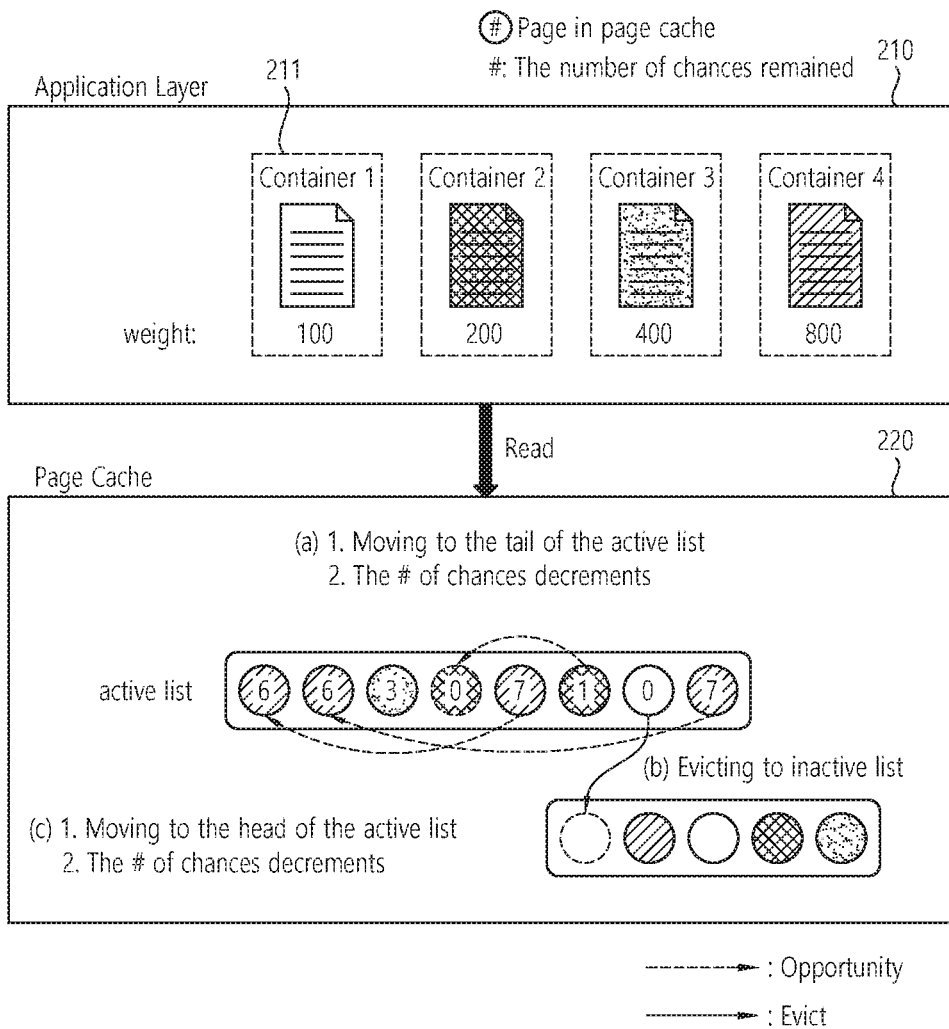 # Page in page cache
#: The number of chances remained
211
210
Application Layer
Container 1 Container 2 Container 3 Container 4
weight: 100 200 400 800
Read
220
Page Cache
(a) 1. Moving to the tail of the active list
2. The # of chances decrements
active list 6 6 3 0 7 1 0 7
(b) Evicting to inactive list
(c) 1. Moving to the head of the active list
2. The # of chances decrements
: Opportunity
: Evict